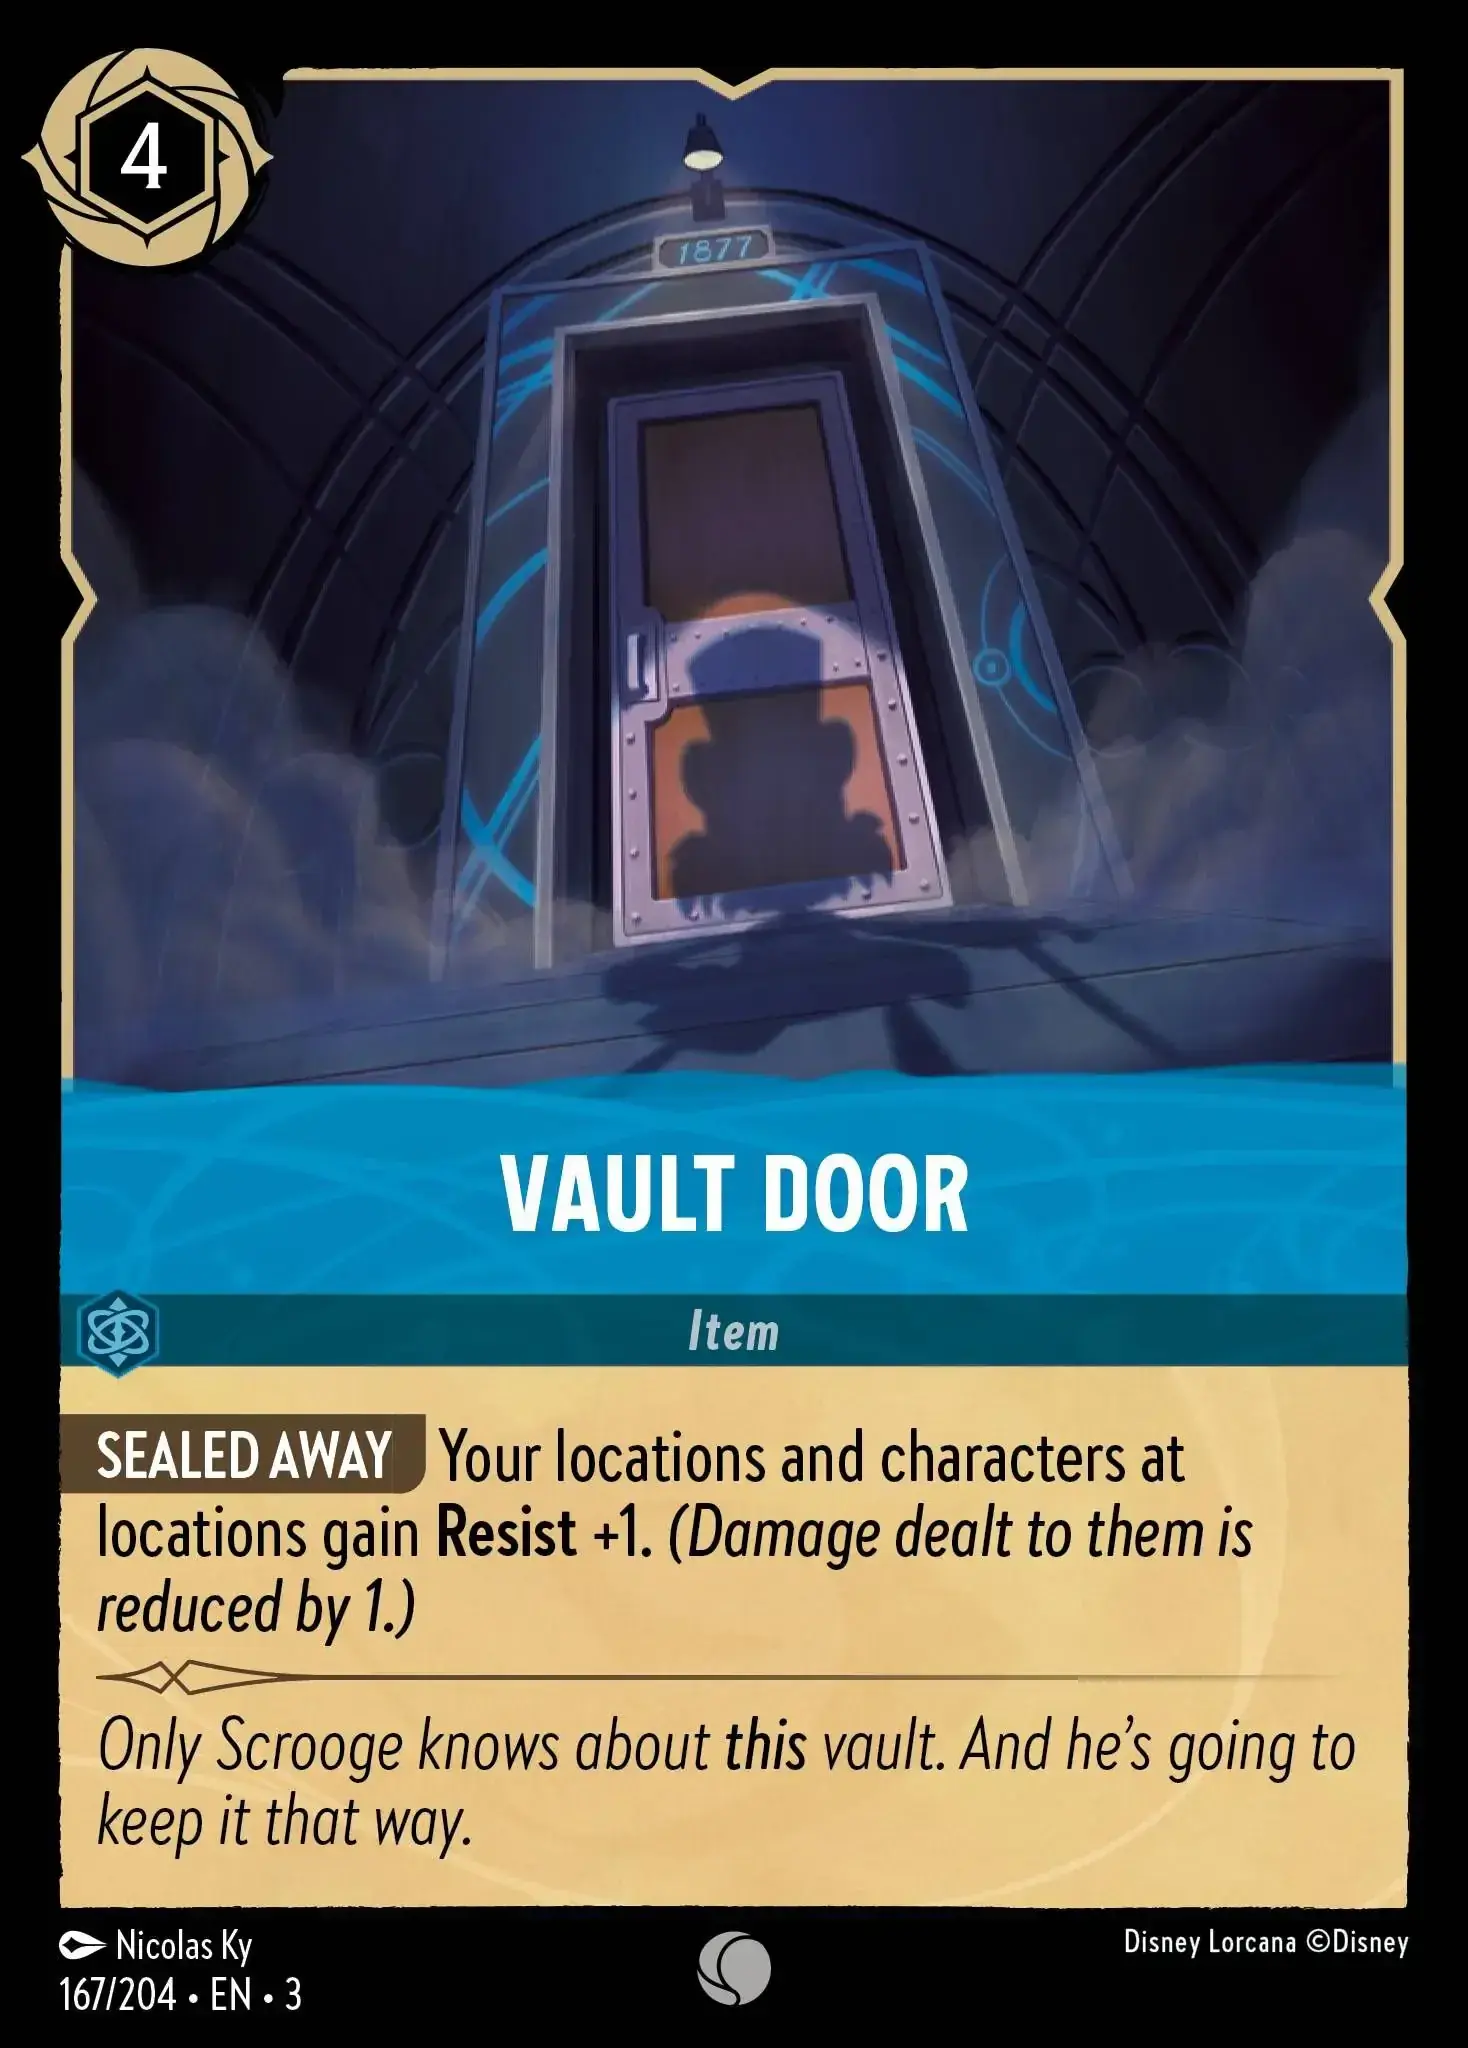 4
1877
VAULT DOOR
Item
SEALED AWAY Your locations and characters at
locations gain Resist +1. (Damage dealt to them is
reduced by 1.)
Only Scrooge knows about this vault. And he's going to
keep it that way.
Nicolas Ky
Disney Lorcana ©Disney
167/204 • EN • 3